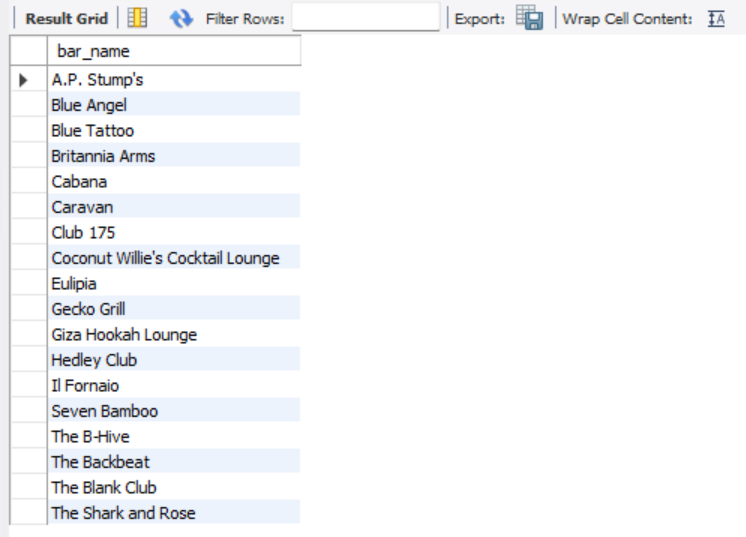 Result Grid Filter Rows: Export: Wrap Cell Content: IA
bar_name
A.P. Stump's
Blue Angel
Blue Tattoo
Britannia Arms
Cabana
Caravan
Club 175
Coconut Willie's Cocktail Lounge
Eulipia
Gecko Grill
Giza Hookah Lounge
Hedley Club
Il Fornaio
Seven Bamboo
The B-Hive
The Backbeat
The Blank Club
The Shark and Rose